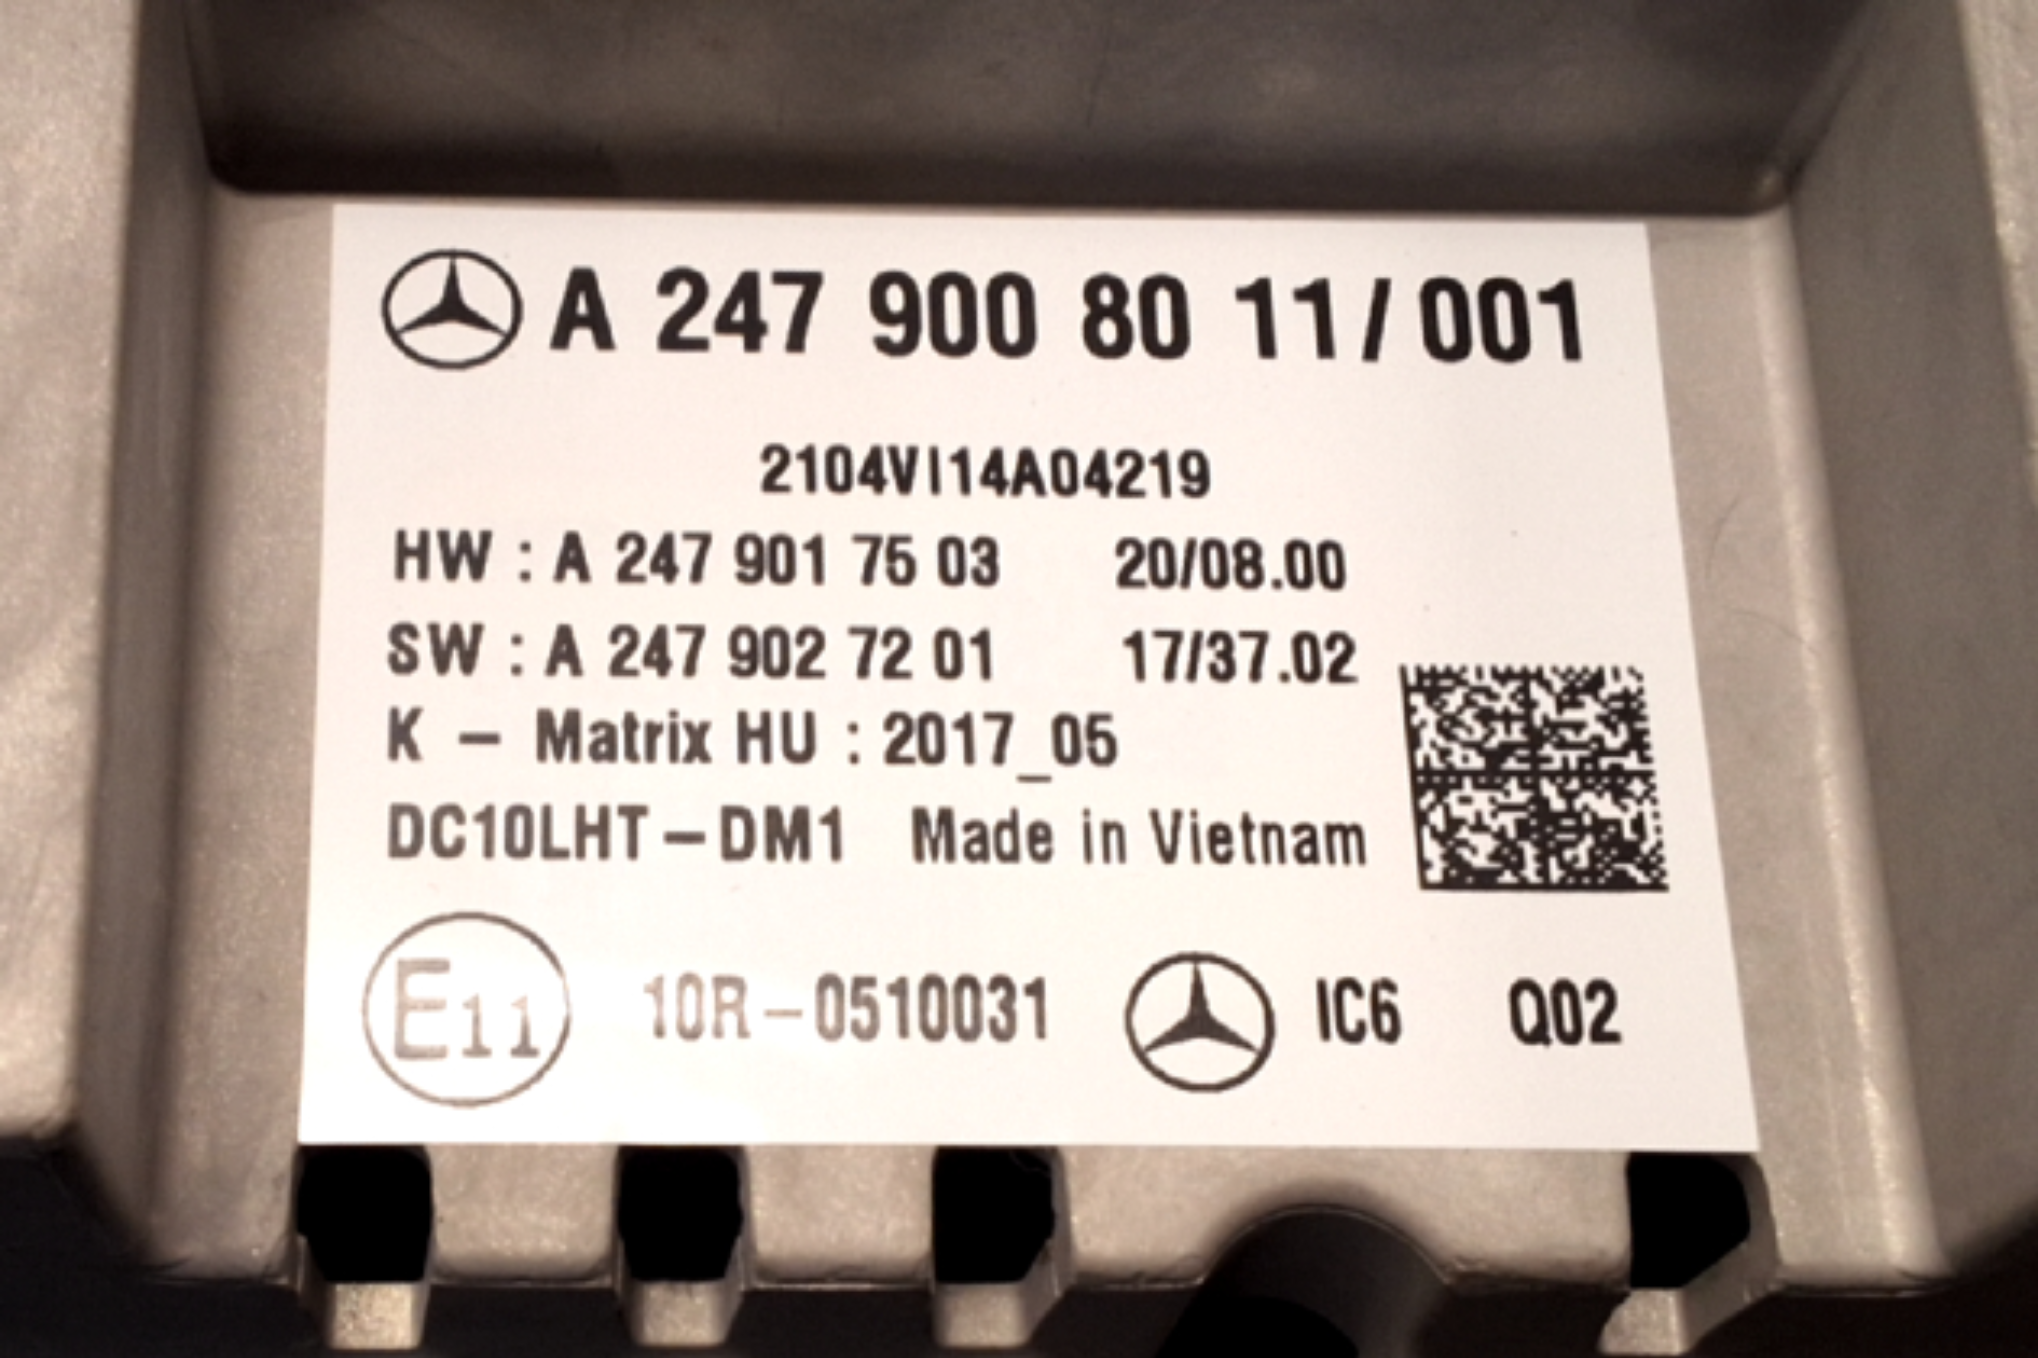 A 247 900 80 11/001
2104VI14A04219
HW : A 247 901 75 03 20/08.00
SW : A 247 902 72 01 17/37.02
K - Matrix HU : 2017_05
DC10LHT-DM1 Made in Vietnam
E11 10R-0510031 IC6 Q02